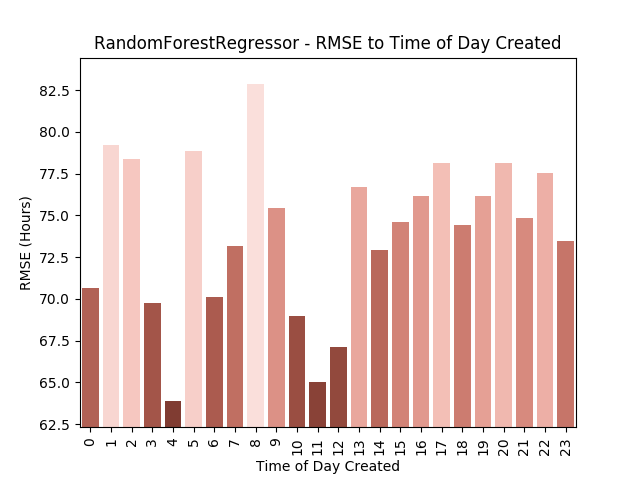 RandomForestRegressor - RMSE to Time of Day Created
RMSE (Hours)
82.5
80.0
77.5
75.0
72.5
70.0
67.5
65.0
62.5
0 1 2 3 4 5 6 7 8 9 10 11 12 13 14 15 16 17 18 19 20 21 22 23
Time of Day Created